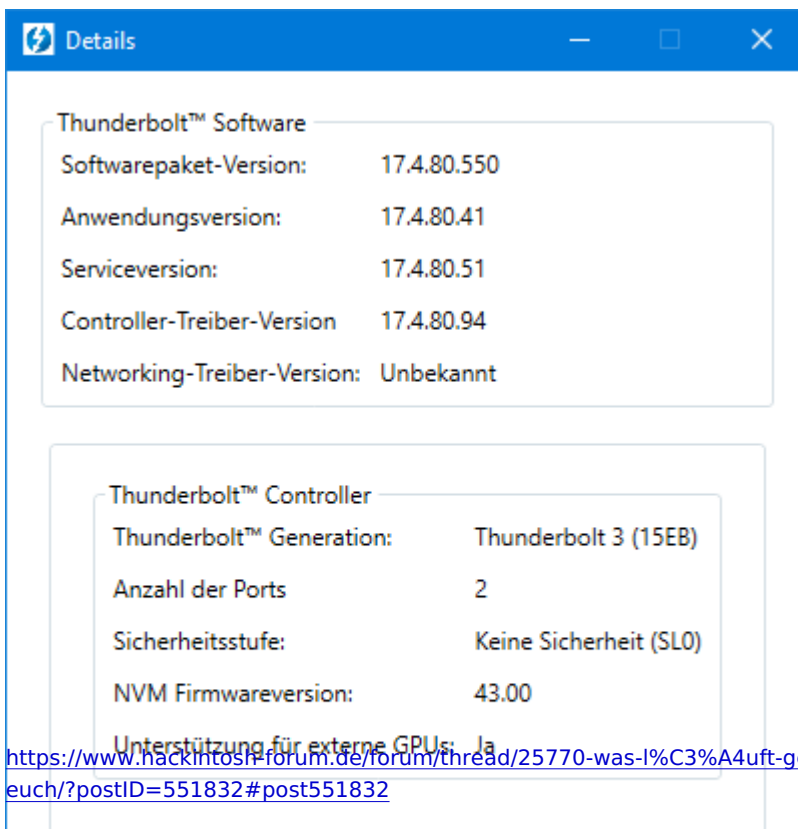 Details
Thunderbolt™ Software
Softwarepaket-Version: 17.4.80.550
Anwendungsversion: 17.4.80.41
Serviceversion: 17.4.80.51
Controller-Treiber-Version 17.4.80.94
Networking-Treiber-Version: Unbekannt
Thunderbolt™ Controller
Thunderbolt™ Generation: Thunderbolt 3 (15EB)
Anzahl der Ports 2
Sicherheitsstufe: Keine Sicherheit (SL0)
NVM Firmwareversion: 43.00
Unterstützung für externe GPUs: Ja
https://www.hackintosh-forum.de/forum/thread/25770-was-l%C3%A4uft-g
euch/?postID=551832#post551832